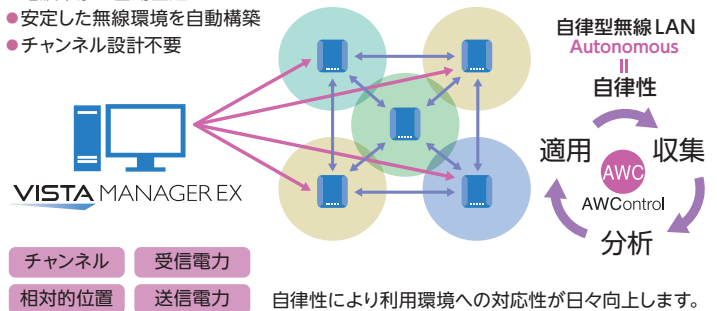 ●安定した無線環境を自動構築
●チャンネル設計不要
自律型無線LAN
Autonomous
=
自律性
適用
収集
AWC
AWControl
分析
VISTA MANAGER EX
チャンネル
受信電力
相対的位置
送信電力
自律性により利用環境への対応性が日々向上します。